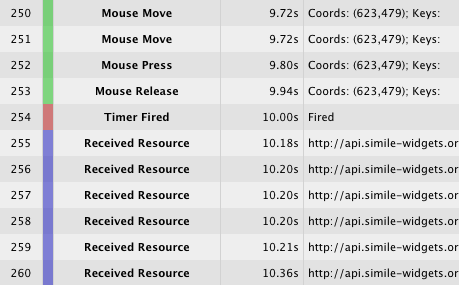 250 Mouse Move 9.72s Coords: (623,479); Keys:
251 Mouse Move 9.72s Coords: (623,479); Keys:
252 Mouse Press 9.80s Coords: (623,479); Keys:
253 Mouse Release 9.94s Coords: (623,479); Keys:
254 Timer Fired 10.00s Fired
255 Received Resource 10.18s http://api.simile-widgets.or
256 Received Resource 10.20s http://api.simile-widgets.or
257 Received Resource 10.20s http://api.simile-widgets.or
258 Received Resource 10.20s http://api.simile-widgets.or
259 Received Resource 10.21s http://api.simile-widgets.or
260 Received Resource 10.36s http://api.simile-widgets.or